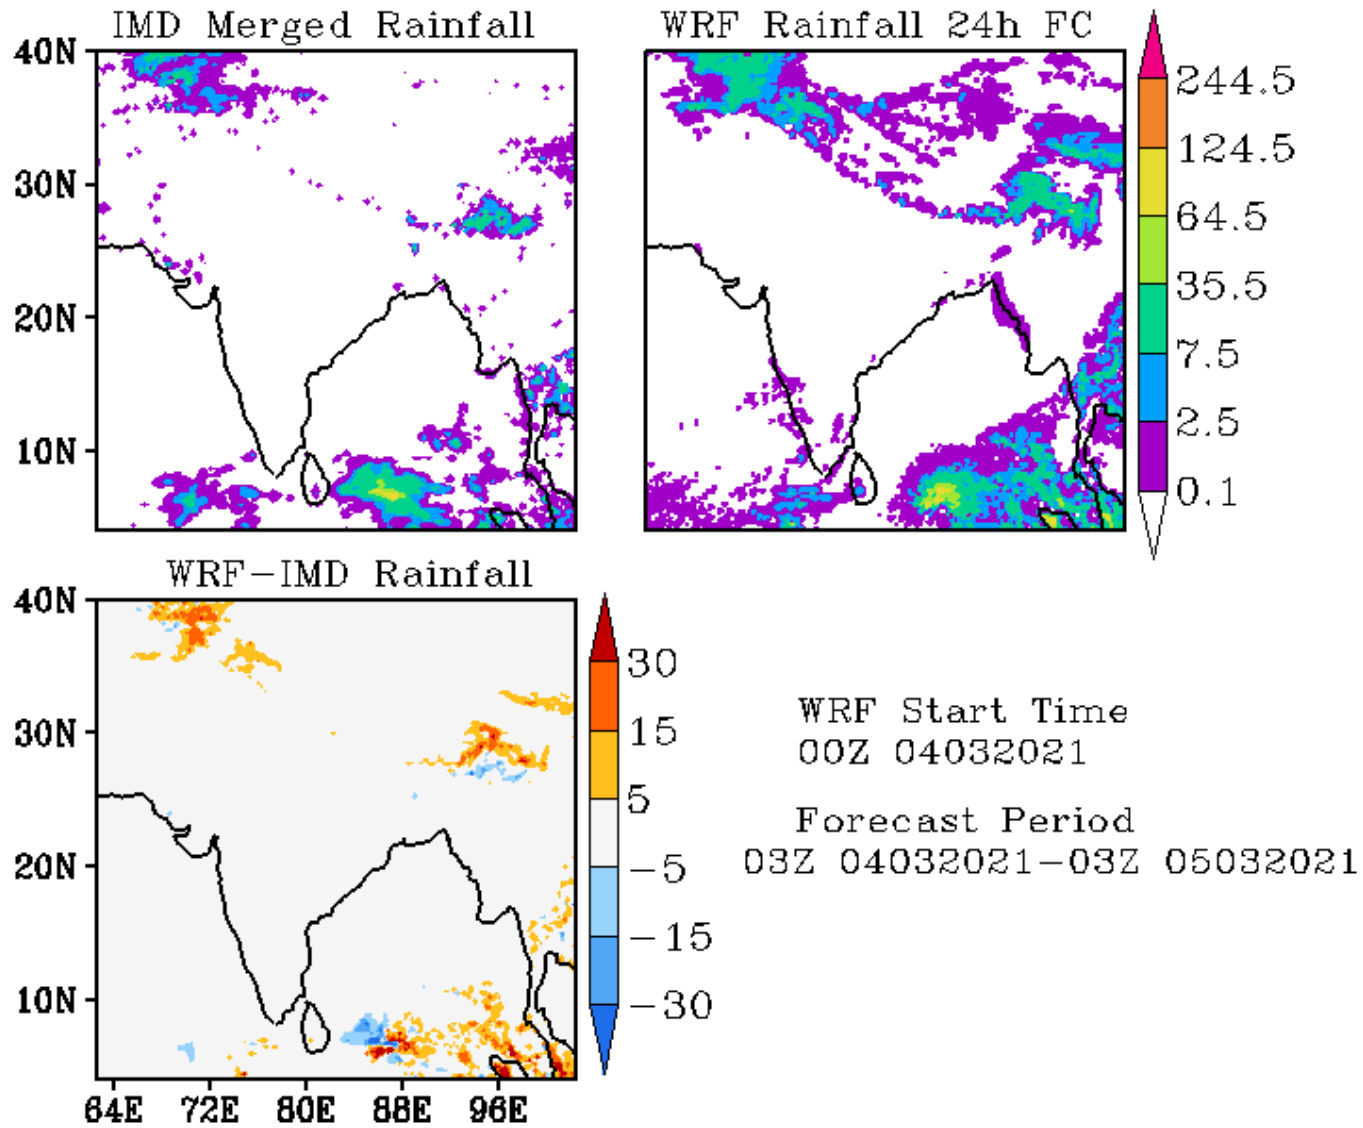 IMD Merged Rainfall
WRF Rainfall 24h FC
40N
30N
20N
10N
244.5
124.5
64.5
35.5
7.5
2.5
0.1
WRF-IMD Rainfall
40N
30N
20N
10N
64E 72E 80E 88E 96E
30
15
5
-5
-15
-30
WRF Start Time
00Z 04032021
Forecast Period
03Z 04032021-03Z 05032021